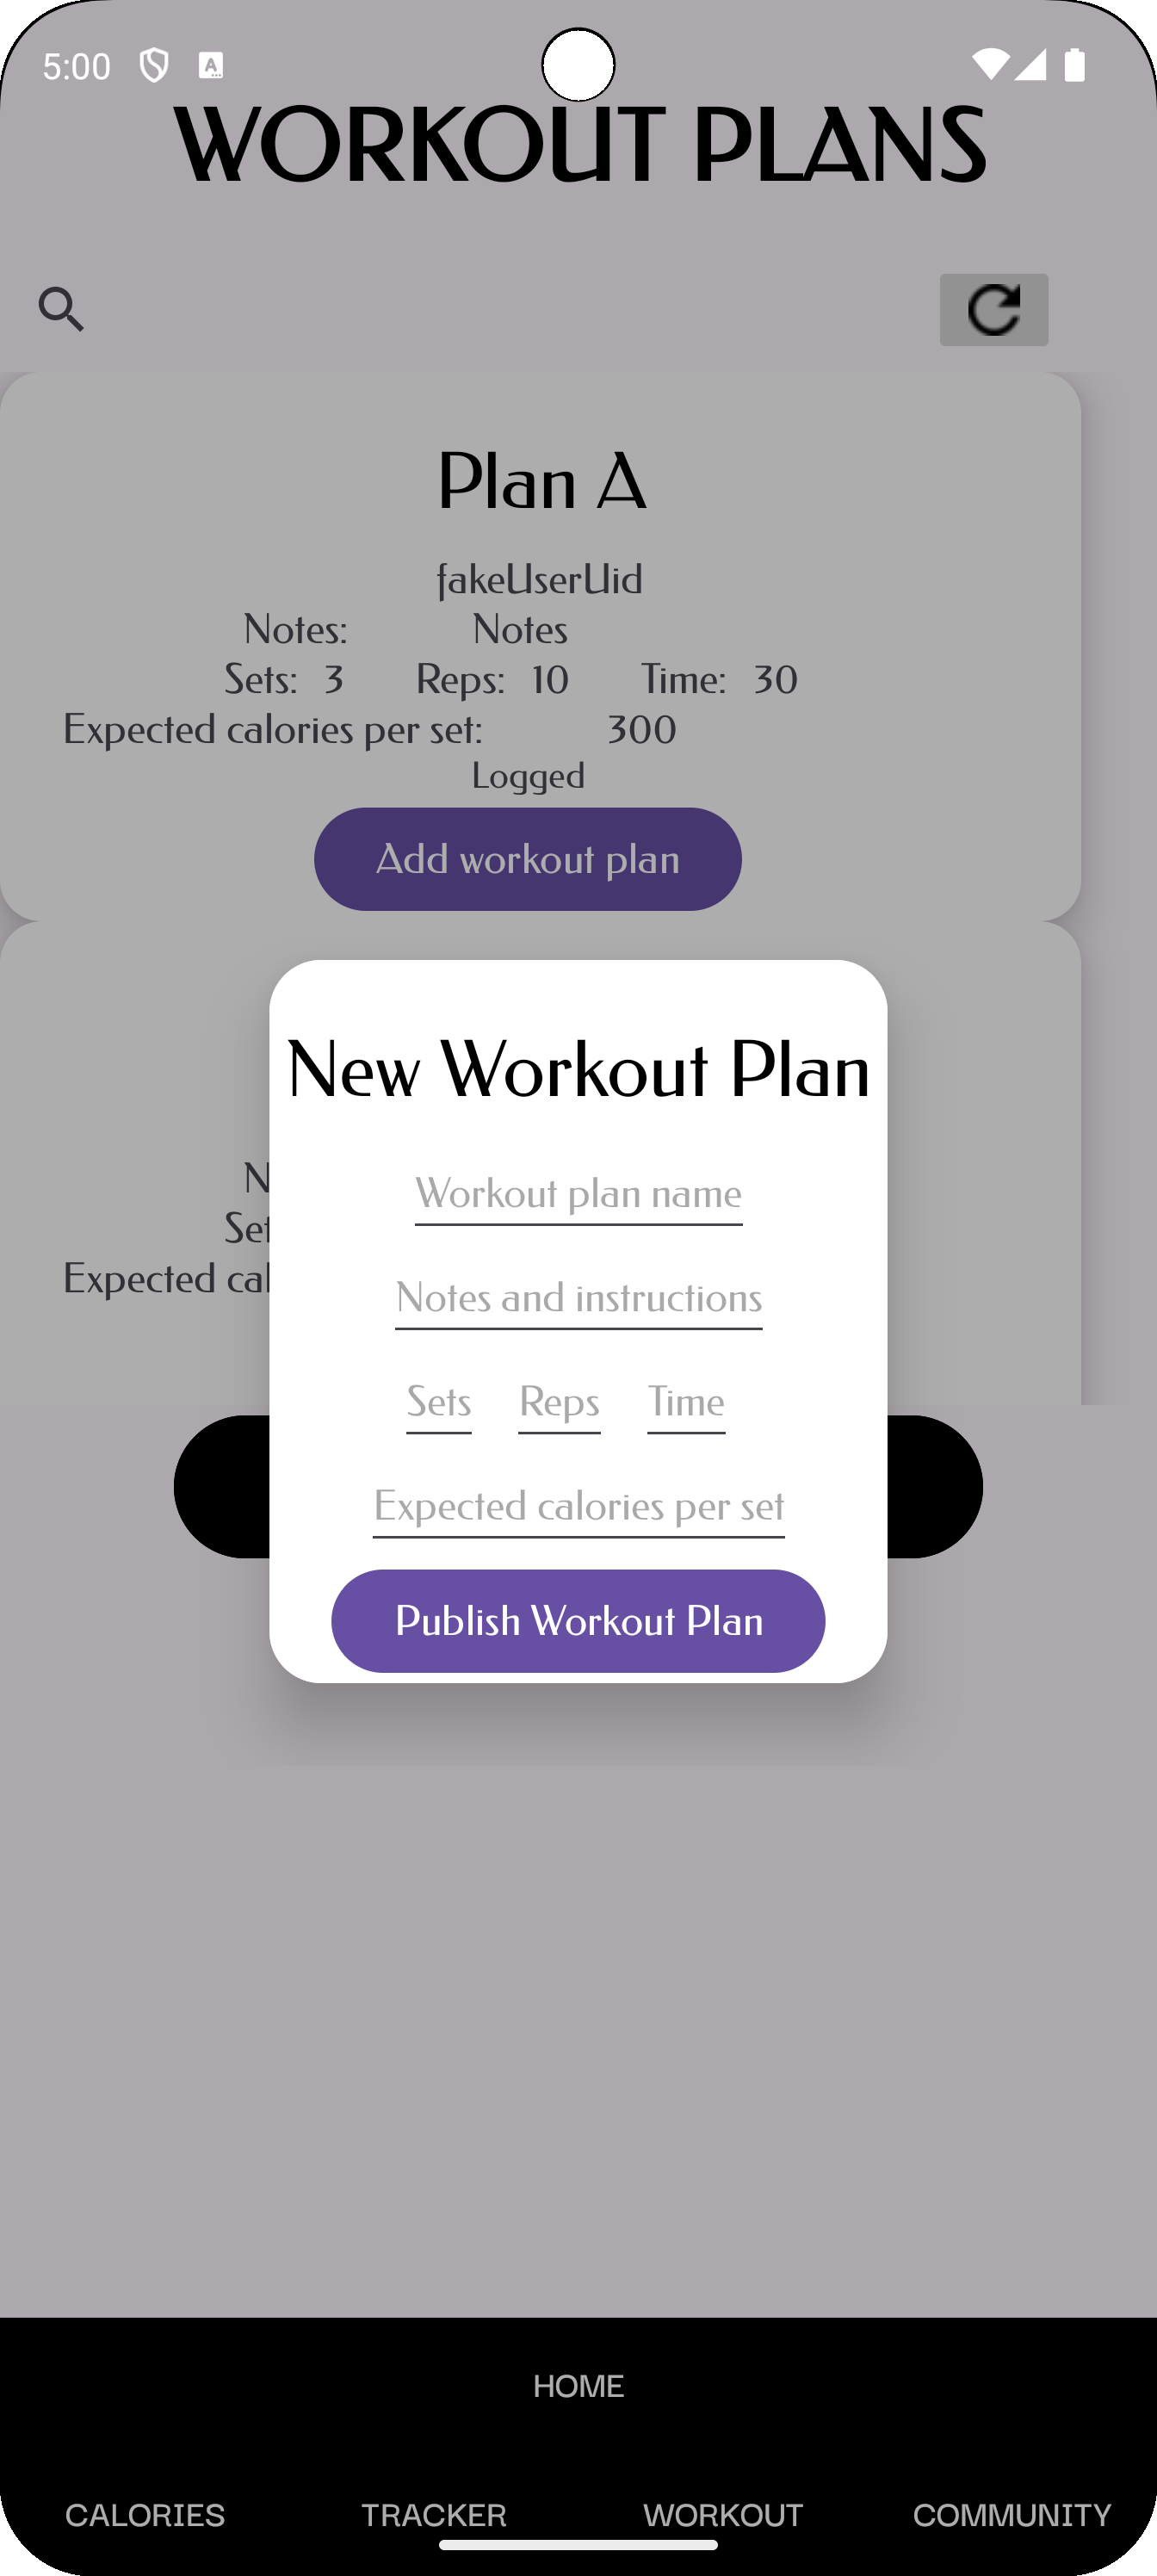 5:00
WORKOUT PLANS
Plan A
fakeUserUid
Notes: Notes
Sets: 3 Reps: 10 Time: 30
Expected calories per set: 300
Logged
Add workout plan
New Workout Plan
Workout plan name
N
Notes and instructions
Set
Expected cal
Sets Reps Time
Expected calories per set
Publish Workout Plan
HOME
CALORIES TRACKER WORKOUT COMMUNITY